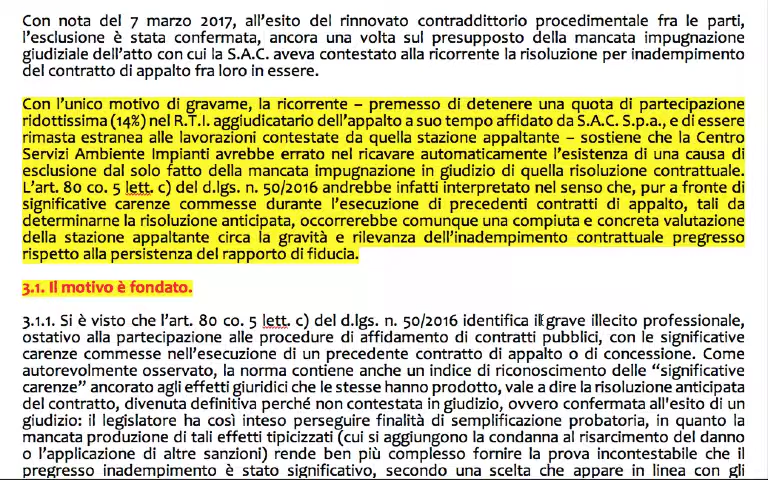 Con nota del 7 marzo 2017, all'esito del rinnovato contraddittorio procedimentale fra le parti,
l'esclusione è stata confermata, ancora una volta sul presupposto della mancata impugnazione
giudiziale dell'atto con cui la S.A.C. aveva contestato alla ricorrente la risoluzione per inadempimento
del contratto di appalto fra loro in essere.
Con l'unico motivo di gravame, la ricorrente – premesso di detenere una quota di partecipazione
ridottissima (14%) nel R.T.I. aggiudicatario dell'appalto a suo tempo affidato da S.A.C. S.p.a., e di essere
rimasta estranea alle lavorazioni contestate da quella stazione appaltante – sostiene che la Centro
Servizi Ambiente Impianti avrebbe errato nel ricavare automaticamente l'esistenza di una causa di
esclusione dal solo fatto della mancata impugnazione in giudizio di quella risoluzione contrattuale.
L'art. 80 co. 5 lett. c) del d.lgs. n. 50/2016 andrebbe infatti interpretato nel senso che, pur a fronte di
significative carenze commesse durante l'esecuzione di precedenti contratti di appalto, tali da
determinarne la risoluzione anticipata, occorrerebbe comunque una compiuta e concreta valutazione
della stazione appaltante circa la gravità e rilevanza dell'inadempimento contrattuale pregresso
rispetto alla persistenza del rapporto di fiducia.
3.1. Il motivo è fondato.
3.1.1. Si è visto che l'art. 80 co. 5 lett. c) del d.lgs. n. 50/2016 identifica il grave illecito professionale,
ostativo alla partecipazione alle procedure di affidamento di contratti pubblici, con le significative
carenze commesse nell'esecuzione di un precedente contratto di appalto o di concessione. Come
autorevolmente osservato, la norma contiene anche un indice di riconoscimento delle "significative
carenze" ancorato agli effetti giuridici che le stesse hanno prodotto, vale a dire la risoluzione anticipata
del contratto, divenuta definitiva perché non contestata in giudizio, ovvero confermata all'esito di un
giudizio: il legislatore ha così inteso perseguire finalità di semplificazione probatoria, in quanto la
mancata produzione di tali effetti tipicizzati (cui si aggiungono la condanna al risarcimento del danno
o l'applicazione di altre sanzioni) rende ben più complesso fornire la prova incontestabile che il
pregresso inadempimento è stato significativo, secondo una scelta che appare in linea con gli